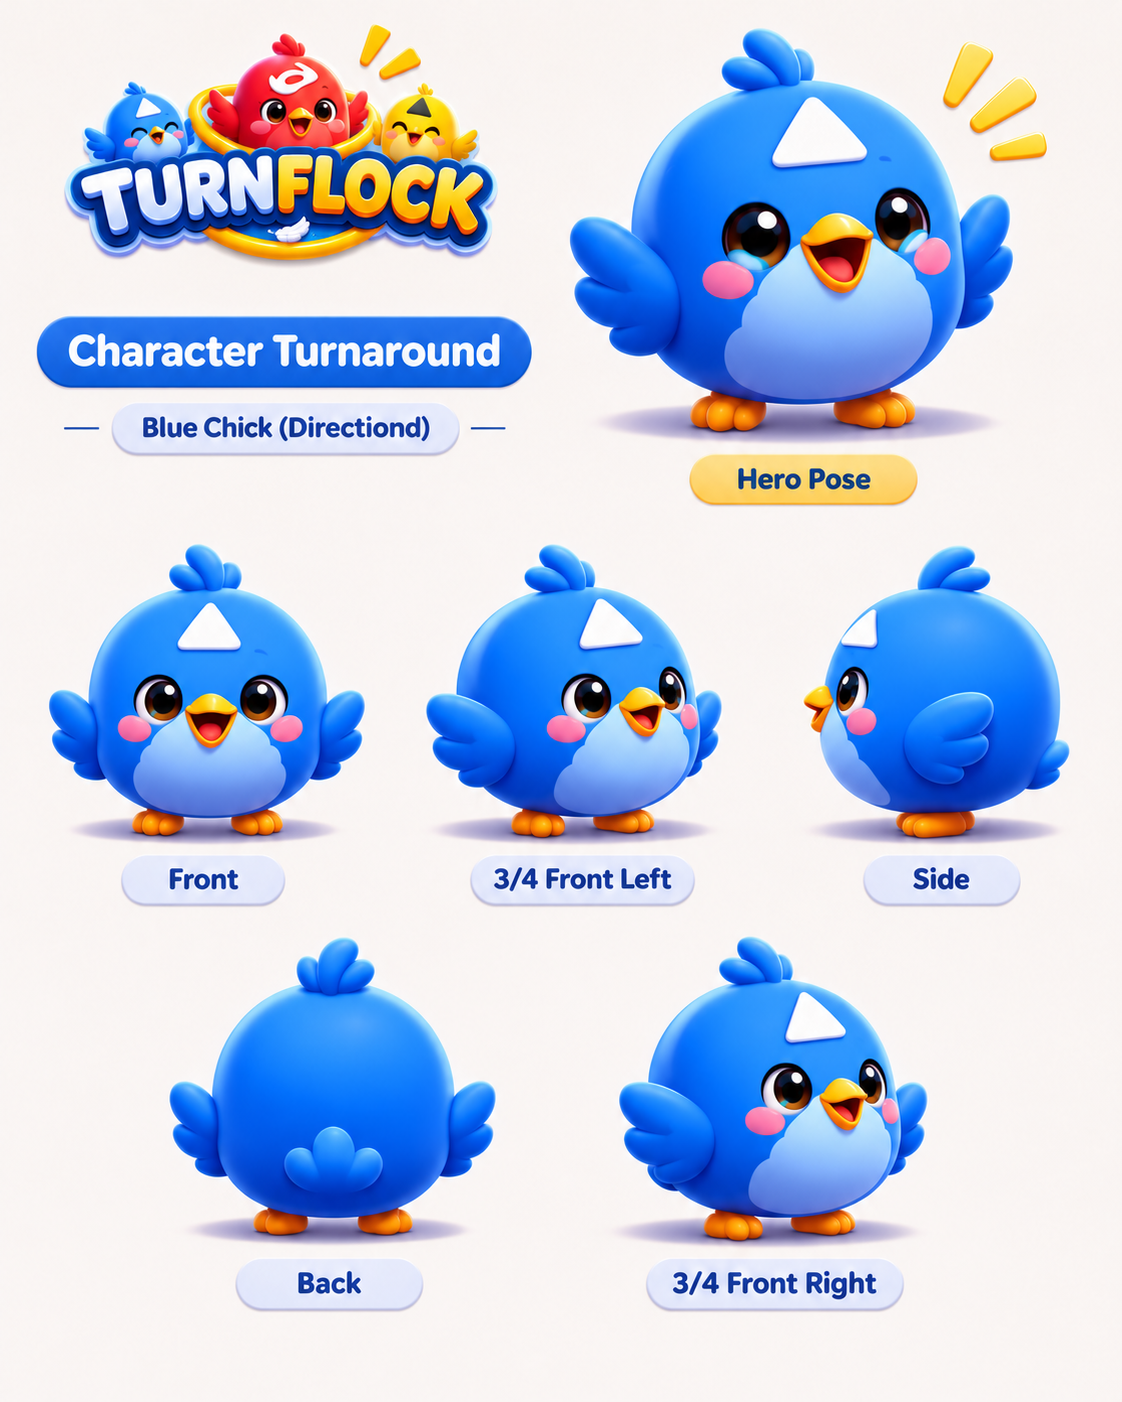 TURNFLOCK
Character Turnaround
Blue Chick (Directiond)
Hero Pose
Front
3/4 Front Left
Side
Back
3/4 Front Right